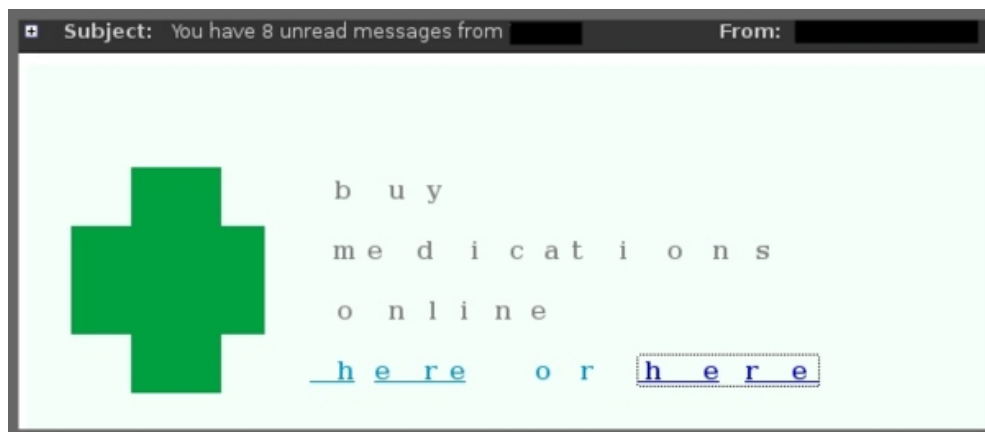 Subject: You have 8 unread messages from From:
b u y
m e d i c a t i o n s
o n l i n e
h e r e o r h e r e